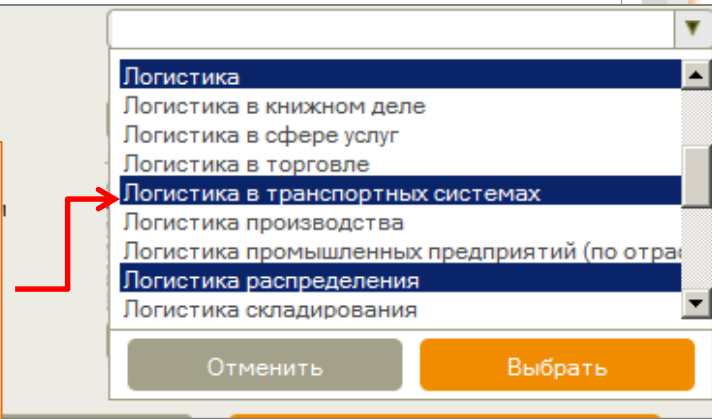 Логистика
Логистика в книжном деле
Логистика в сфере услуг
Логистика в торговле
Логистика в транспортных системах
Логистика производства
Логистика промышленных предприятий (по отрас
Логистика распределения
Логистика складирования
Отменить Выбрать